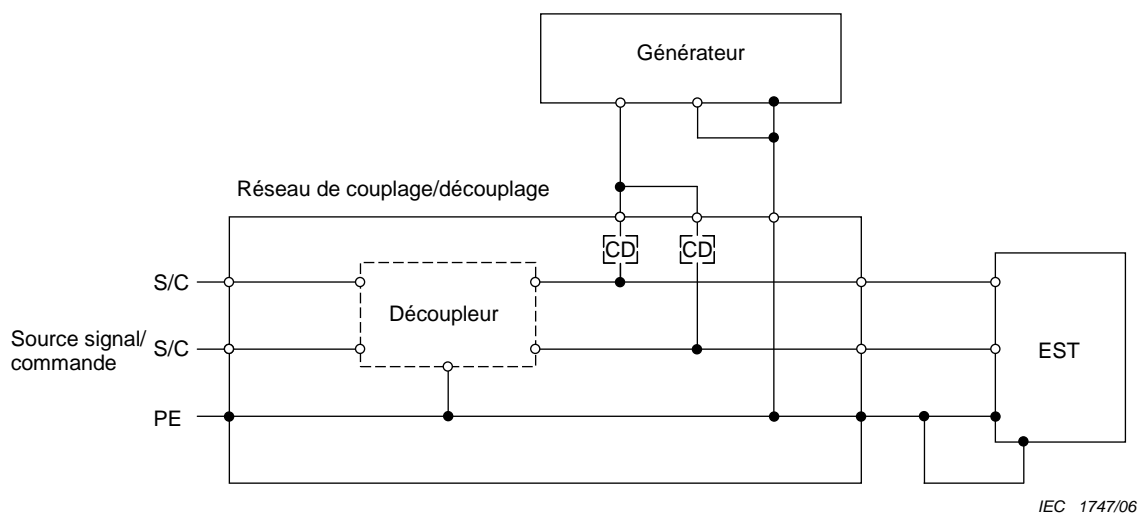 Générateur
Réseau de couplage/découplage
CD CD
S/C
Découpleur
Source signal/
commande
S/C
EST
PE
IEC 1747/06